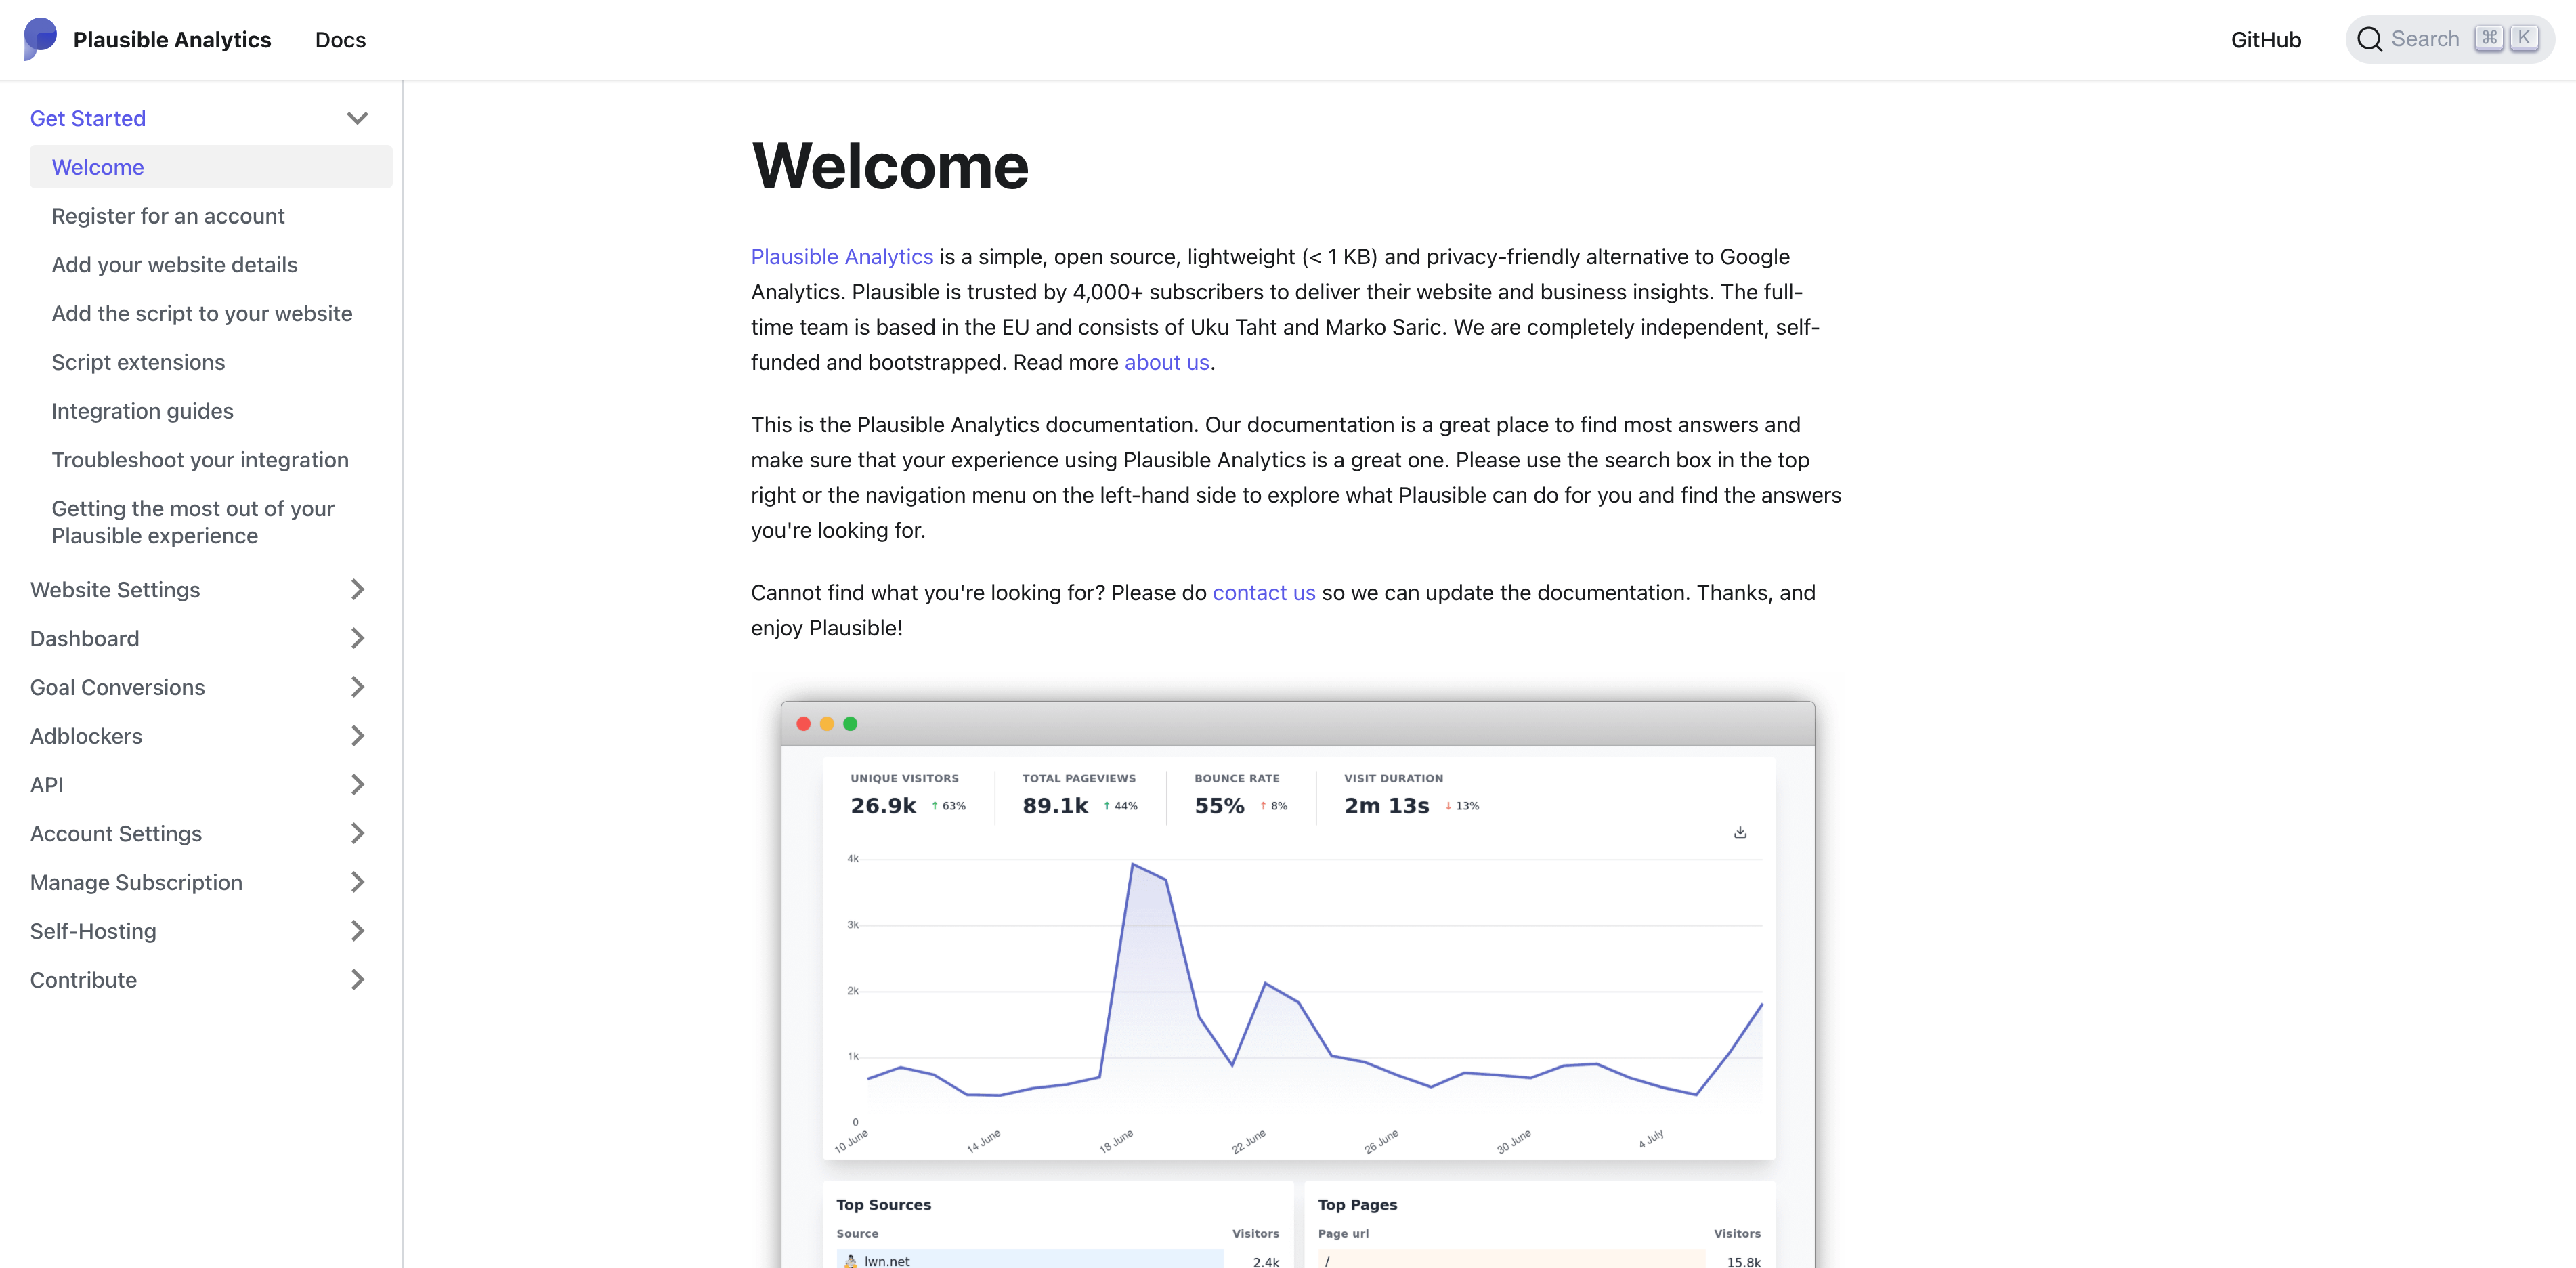 Plausible Analytics
Docs
GitHub
Search ⌘ K
Get Started
Welcome
Register for an account
Add your website details
Add the script to your website
Script extensions
Integration guides
Troubleshoot your integration
Getting the most out of your
Plausible experience
Website Settings
Dashboard
Goal Conversions
Adblockers
API
Account Settings
Manage Subscription
Self-Hosting
Contribute
Welcome
Plausible Analytics is a simple, open source, lightweight (< 1 KB) and privacy-friendly alternative to Google
Analytics. Plausible is trusted by 4,000+ subscribers to deliver their website and business insights. The full-
time team is based in the EU and consists of Uku Taht and Marko Saric. We are completely independent, self-
funded and bootstrapped. Read more about us.
This is the Plausible Analytics documentation. Our documentation is a great place to find most answers and
make sure that your experience using Plausible Analytics is a great one. Please use the search box in the top
right or the navigation menu on the left-hand side to explore what Plausible can do for you and find the answers
you're looking for.
Cannot find what you're looking for? Please do contact us so we can update the documentation. Thanks, and
enjoy Plausible!
UNIQUE VISITORS
26.9k ↑ 63%
TOTAL PAGEVIEWS
89.1k ↑ 44%
BOUNCE RATE
55% ↑ 8%
VISIT DURATION
2m 13s ↓ 13%
4k
3k
2k
1k
0
10 June
14 June
18 June
22 June
26 June
30 June
4 July
Top Sources
Source Visitors
lwn.net 2.4k
Top Pages
Page url Visitors
/ 15.8k